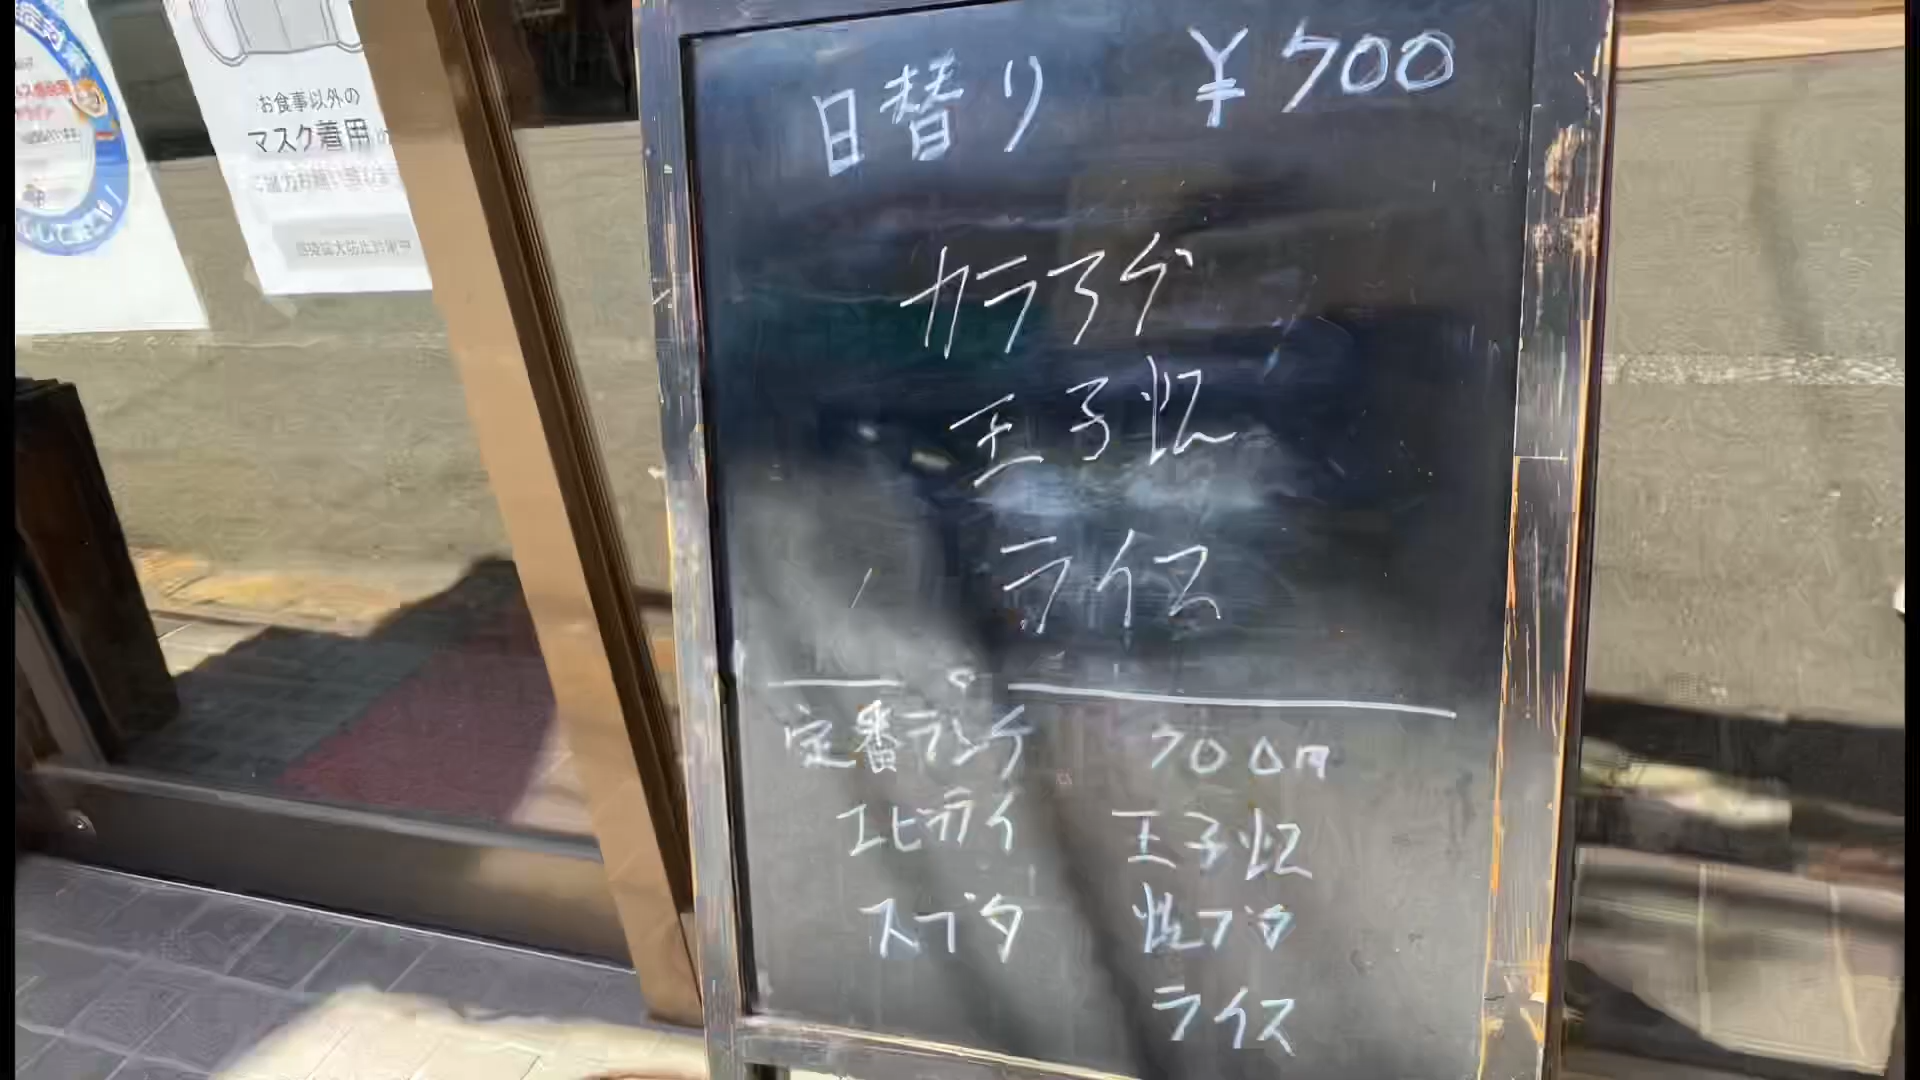 お食事以外の
マスク着用
日替り ¥700
カラアゲ
玉子焼
ライス
定番ランチ 700円
エビフライ 玉子焼
スブタ 焼ブタ
ライス